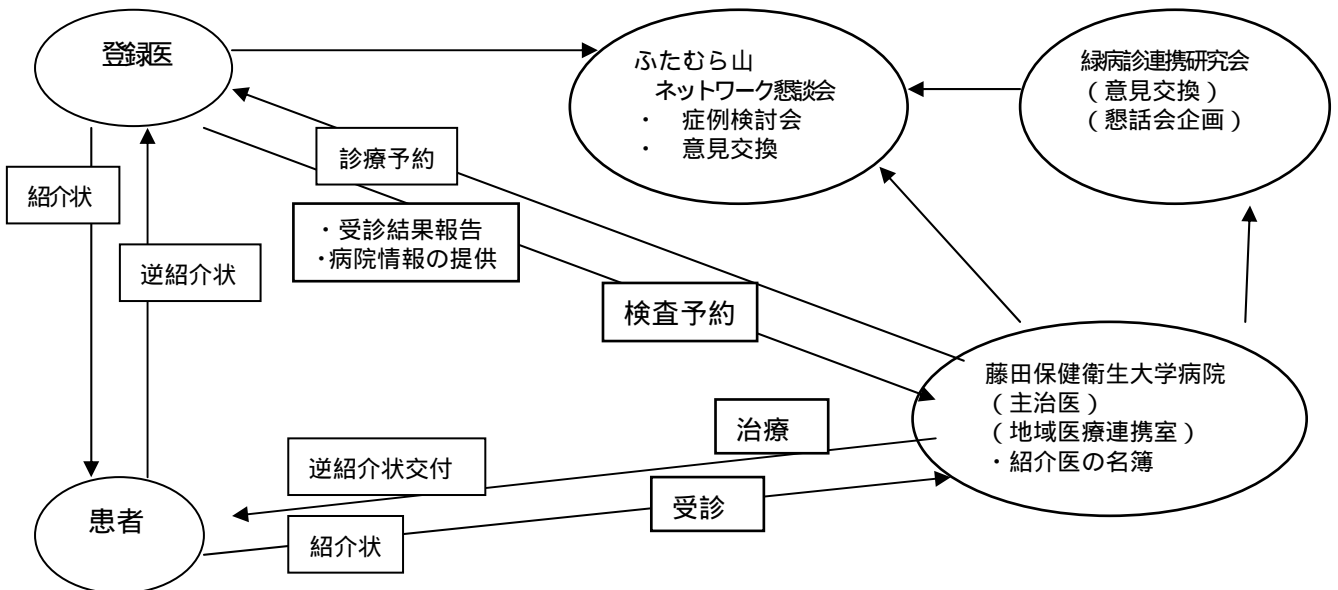 登録医
ふたむら山
ネットワーク懇談会
・ 症例検討会
・ 意見交換
緑病診連携研究会
(意見交換)
(懇話会企画)
診療予約
紹介状
・受診結果報告
・病院情報の提供
逆紹介状
検査予約
藤田保健衛生大学病院
(主治医)
(地域医療連携室)
・紹介医の名簿
治療
逆紹介状交付
患者
受診
紹介状